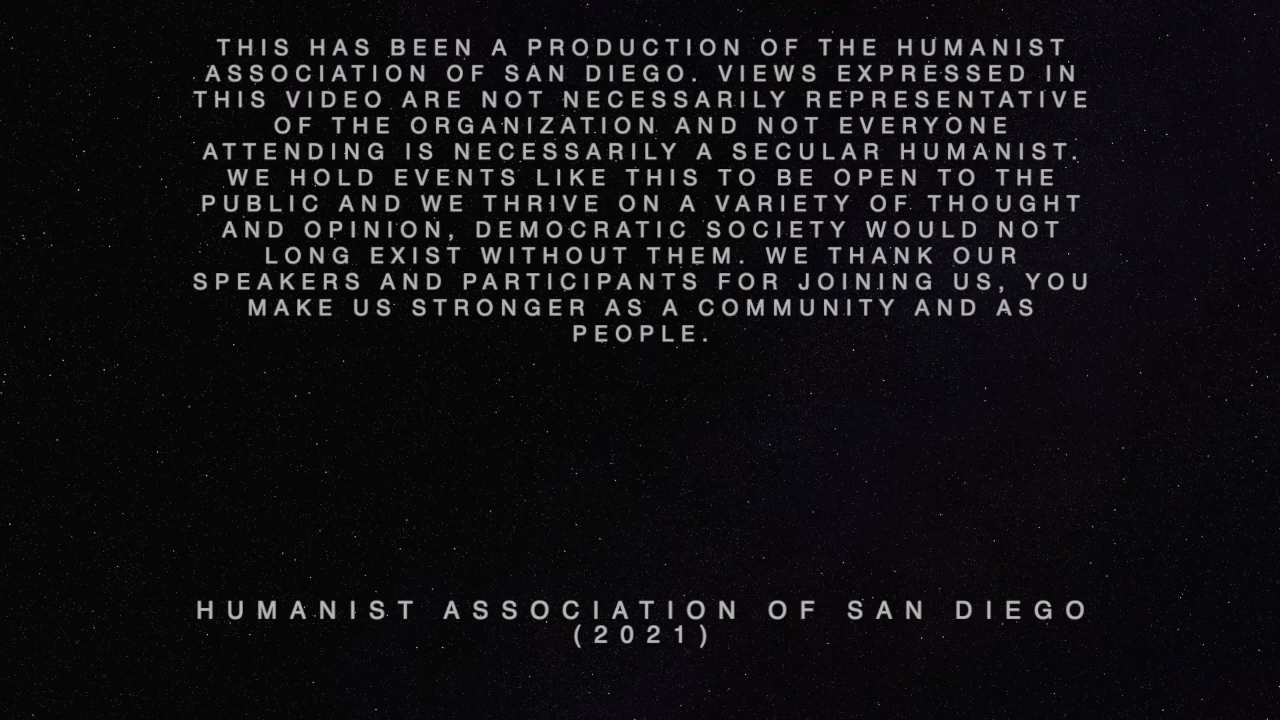 THIS HAS BEEN A PRODUCTION OF THE HUMANIST
ASSOCIATION OF SAN DIEGO. VIEWS EXPRESSED IN
THIS VIDEO ARE NOT NECESSARILY REPRESENTATIVE
OF THE ORGANIZATION AND NOT EVERYONE
ATTENDING IS NECESSARILY A SECULAR HUMANIST.
WE HOLD EVENTS LIKE THIS TO BE OPEN TO THE
PUBLIC AND WE THRIVE ON A VARIETY OF THOUGHT
AND OPINION, DEMOCRATIC SOCIETY WOULD NOT
LONG EXIST WITHOUT THEM. WE THANK OUR
SPEAKERS AND PARTICIPANTS FOR JOINING US, YOU
MAKE US STRONGER AS A COMMUNITY AND AS
PEOPLE.
HUMANIST ASSOCIATION OF SAN DIEGO
(2021)